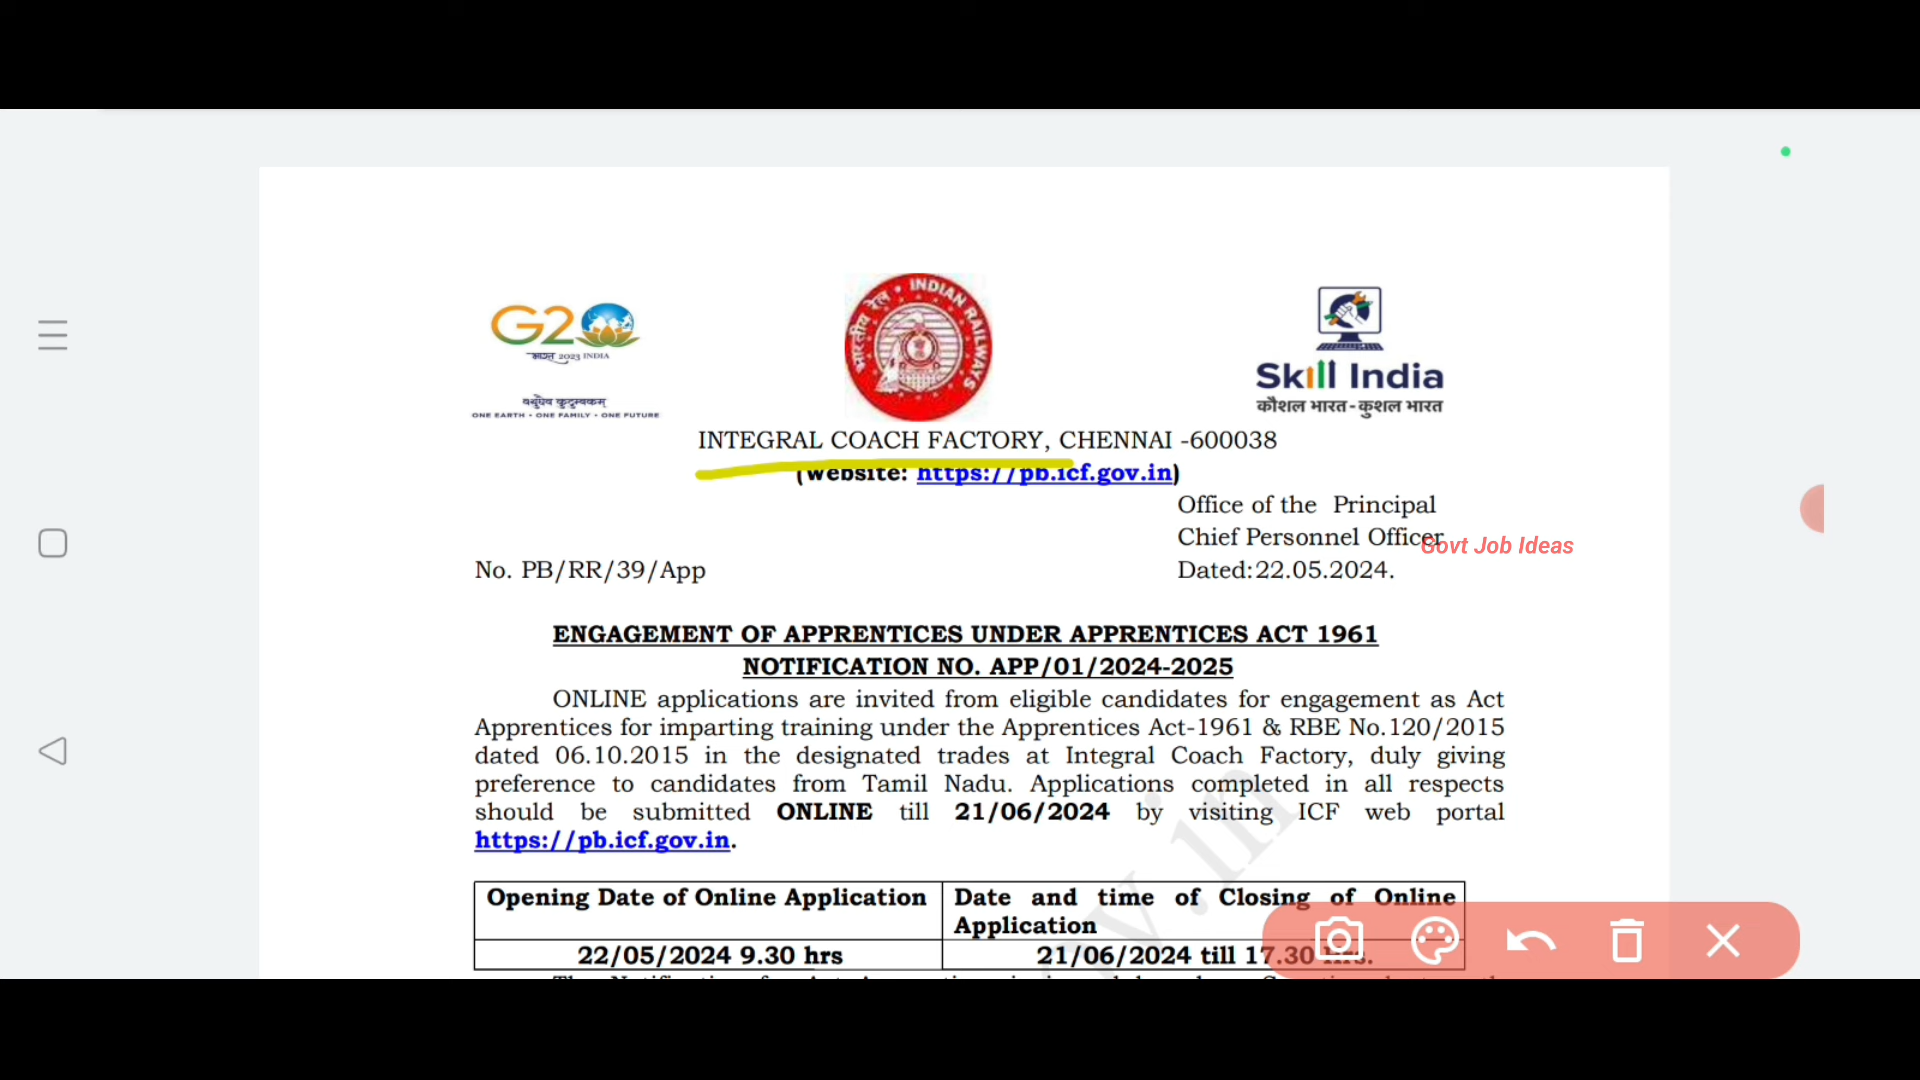 G20
भारत 2023 INDIA
वसुधैव कुटुम्बकम्
ONE EARTH • ONE FAMILY • ONE FUTURE
भारतीय रेल • INDIAN RAILWAYS
Skill India
कौशल भारत - कुशल भारत
INTEGRAL COACH FACTORY, CHENNAI -600038
(website: https://pb.icf.gov.in)
Office of the Principal
Chief Personnel Officer
Govt Job Ideas
No. PB/RR/39/App
Dated:22.05.2024.
ENGAGEMENT OF APPRENTICES UNDER APPRENTICES ACT 1961
NOTIFICATION NO. APP/01/2024-2025
ONLINE applications are invited from eligible candidates for engagement as Act
Apprentices for imparting training under the Apprentices Act-1961 & RBE No.120/2015
dated 06.10.2015 in the designated trades at Integral Coach Factory, duly giving
preference to candidates from Tamil Nadu. Applications completed in all respects
should be submitted ONLINE till 21/06/2024 by visiting ICF web portal
https://pb.icf.gov.in.
Opening Date of Online Application
Date and time of Closing of Online
Application
22/05/2024 9.30 hrs
21/06/2024 till 17.30 hrs.